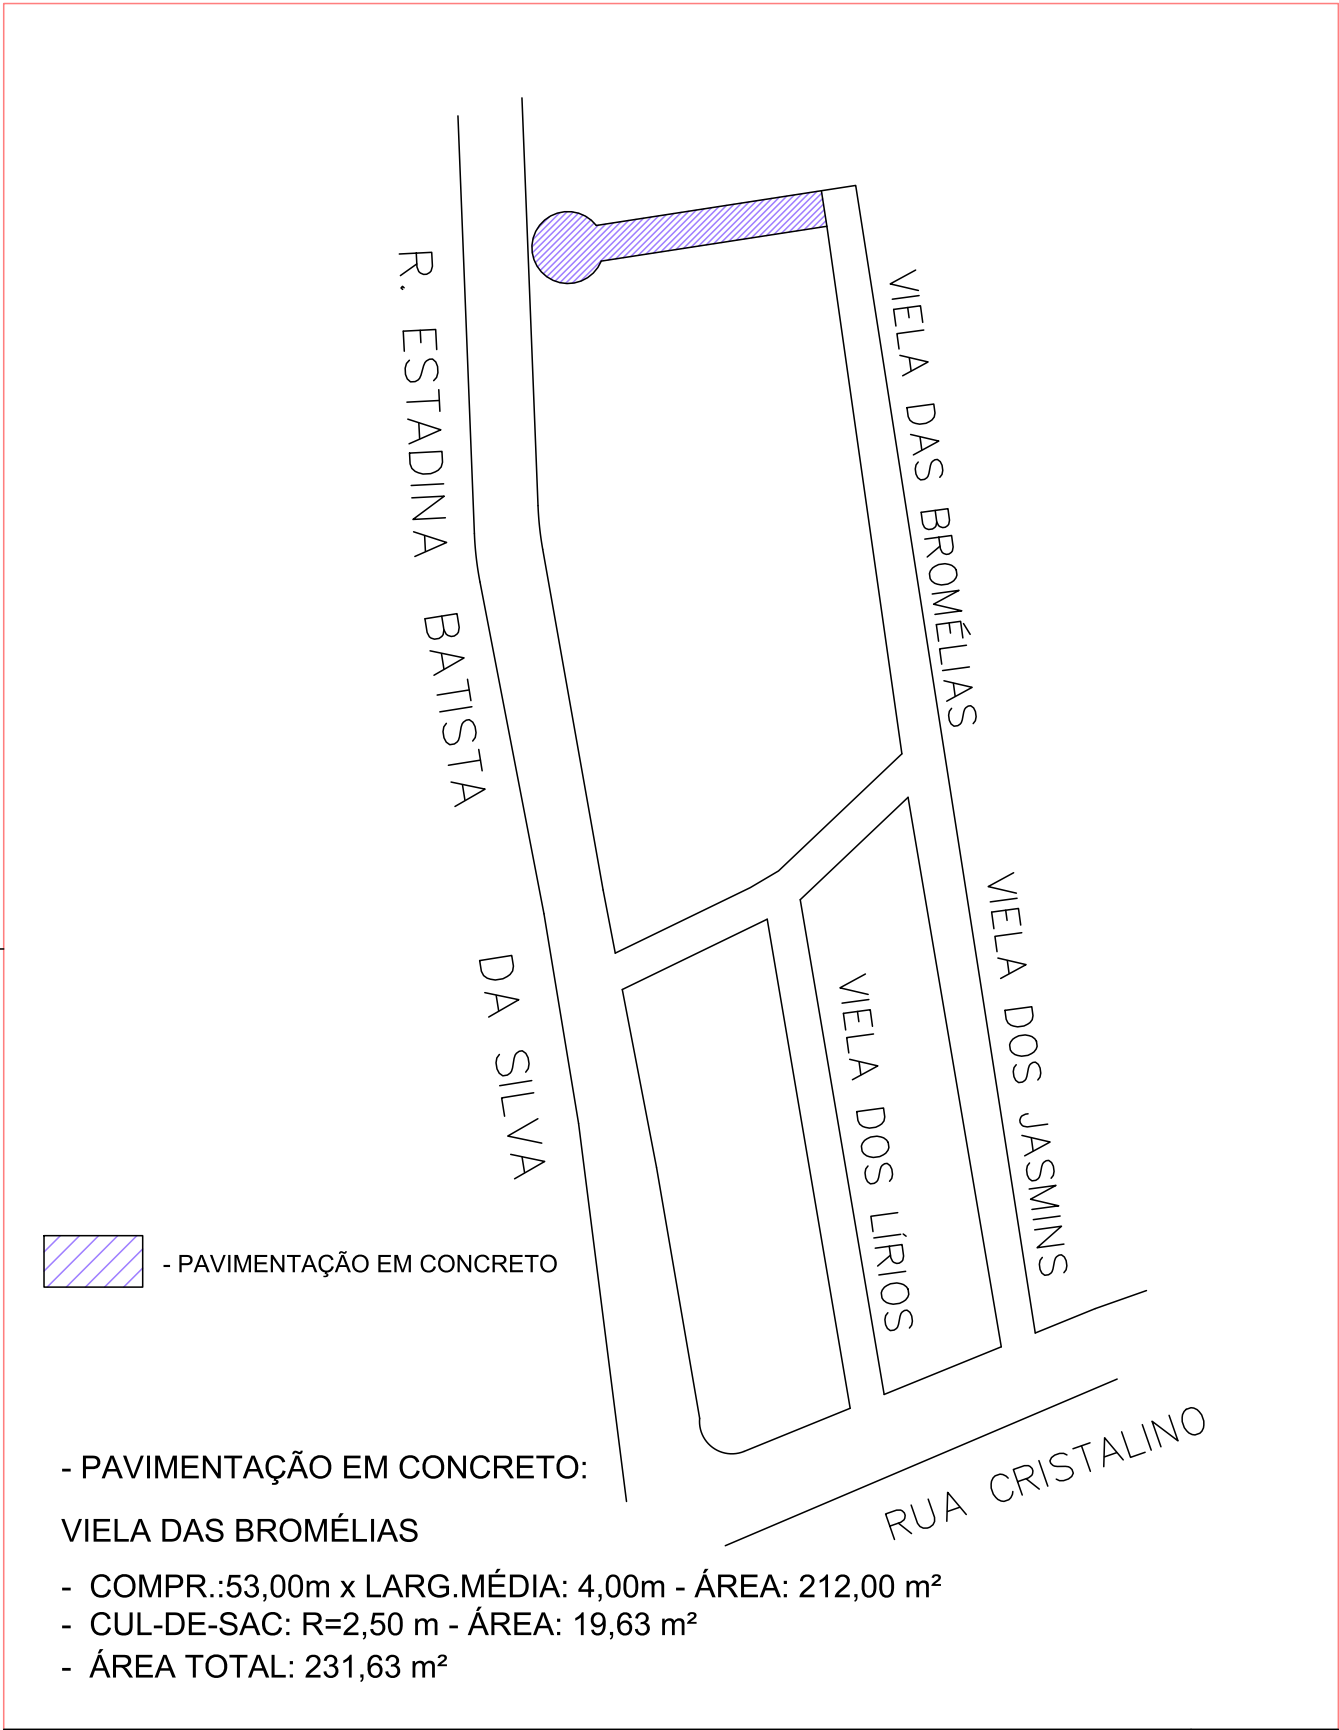 R. ESTADINA BATISTA DA SILVA
VIELA DAS BROMÉLIAS
VIELA DOS JASMINS
VIELA DOS LÍRIOS
RUA CRISTALINO
- PAVIMENTAÇÃO EM CONCRETO
- PAVIMENTAÇÃO EM CONCRETO:
VIELA DAS BROMÉLIAS
- COMPR.:53,00m x LARG.MÉDIA: 4,00m - ÁREA: 212,00 m²
- CUL-DE-SAC: R=2,50 m - ÁREA: 19,63 m²
- ÁREA TOTAL: 231,63 m²